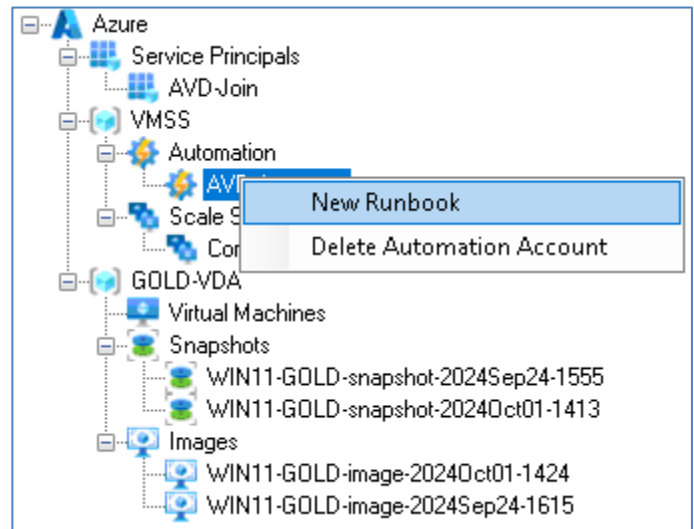 Azure
Service Principals
AVD-Join
VMSS
Automation
New Runbook
Scale
Delete Automation Account
GOLD-VDA
Virtual Machines
Snapshots
WIN11-GOLD-snapshot-2024Sep24-1555
WIN11-GOLD-snapshot-2024Oct01-1413
Images
WIN11-GOLD-image-2024Oct01-1424
WIN11-GOLD-image-2024Sep24-1615